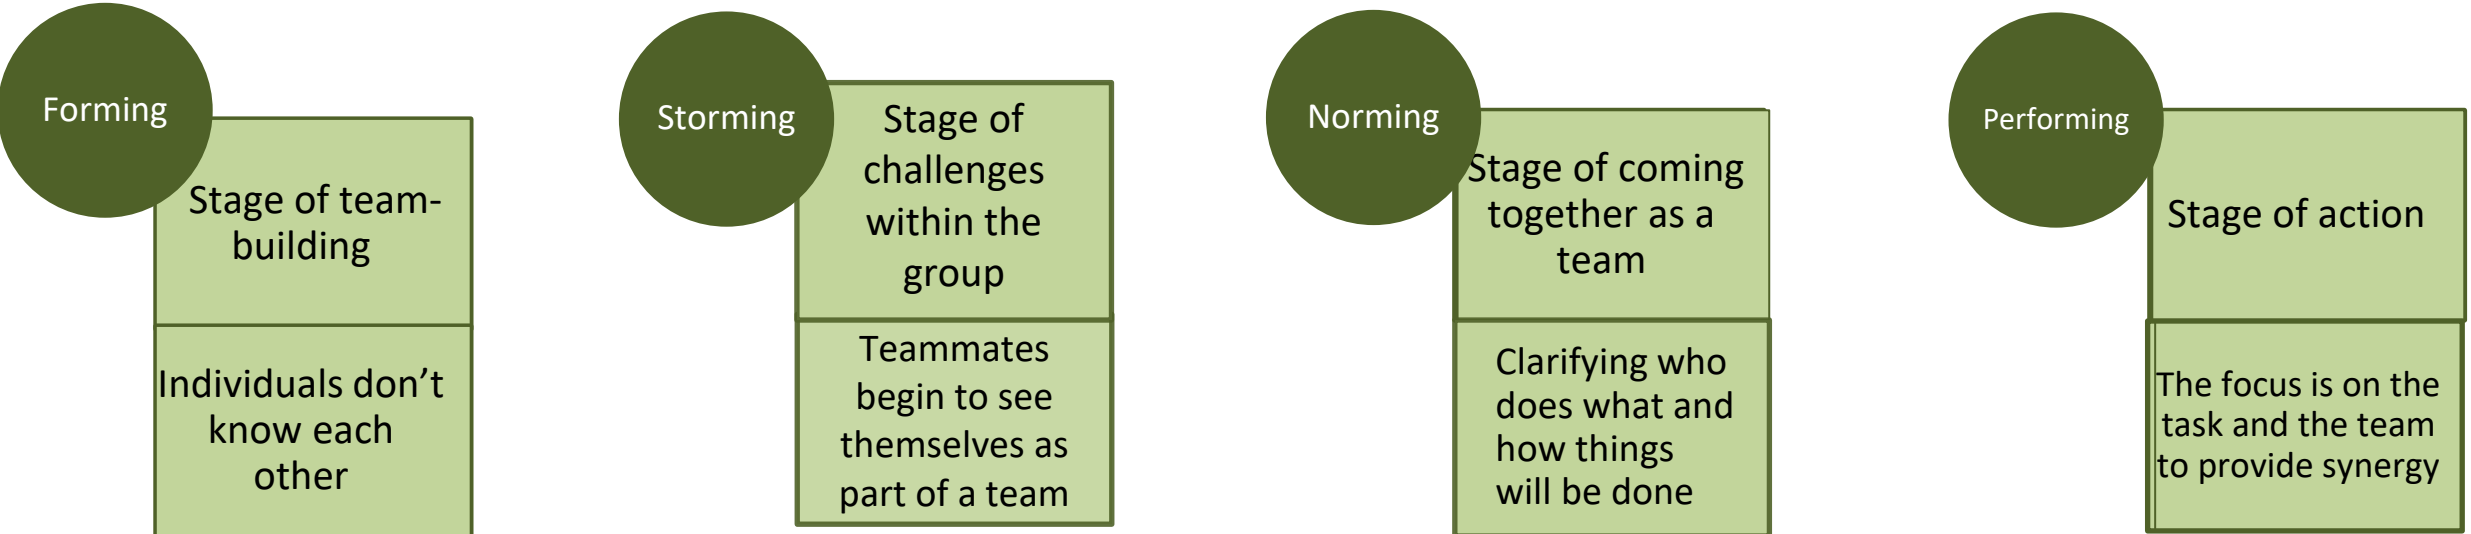 Forming
Stage of team-
building
Individuals don’t
know each
other
Storming
Stage of
challenges
within the
group
Teammates
begin to see
themselves as
part of a team
Norming
Stage of coming
together as a
team
Clarifying who
does what and
how things
will be done
Performing
Stage of action
The focus is on the
task and the team
to provide synergy